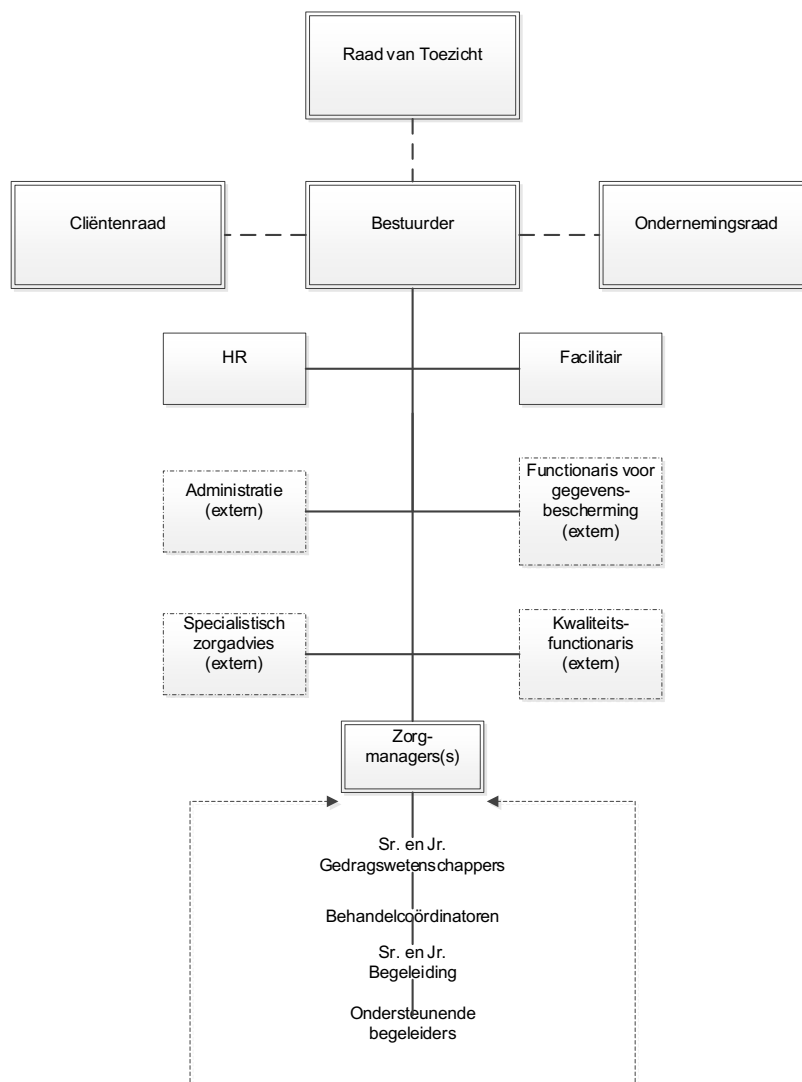 Raad van Toezicht
Cliëntenraad
Bestuurder
Ondernemingsraad
HR
Facilitair
Administratie
(extern)
Functionaris voor
gegevens-
bescherming
(extern)
Specialistisch
zorgadvies
(extern)
Kwaliteits-
functionaris
(extern)
Zorg-
managers(s)
Sr. en Jr.
Gedragswetenschappers
Behandelcoördinatoren
Sr. en Jr.
Begeleiding
Ondersteunende
begeleiders